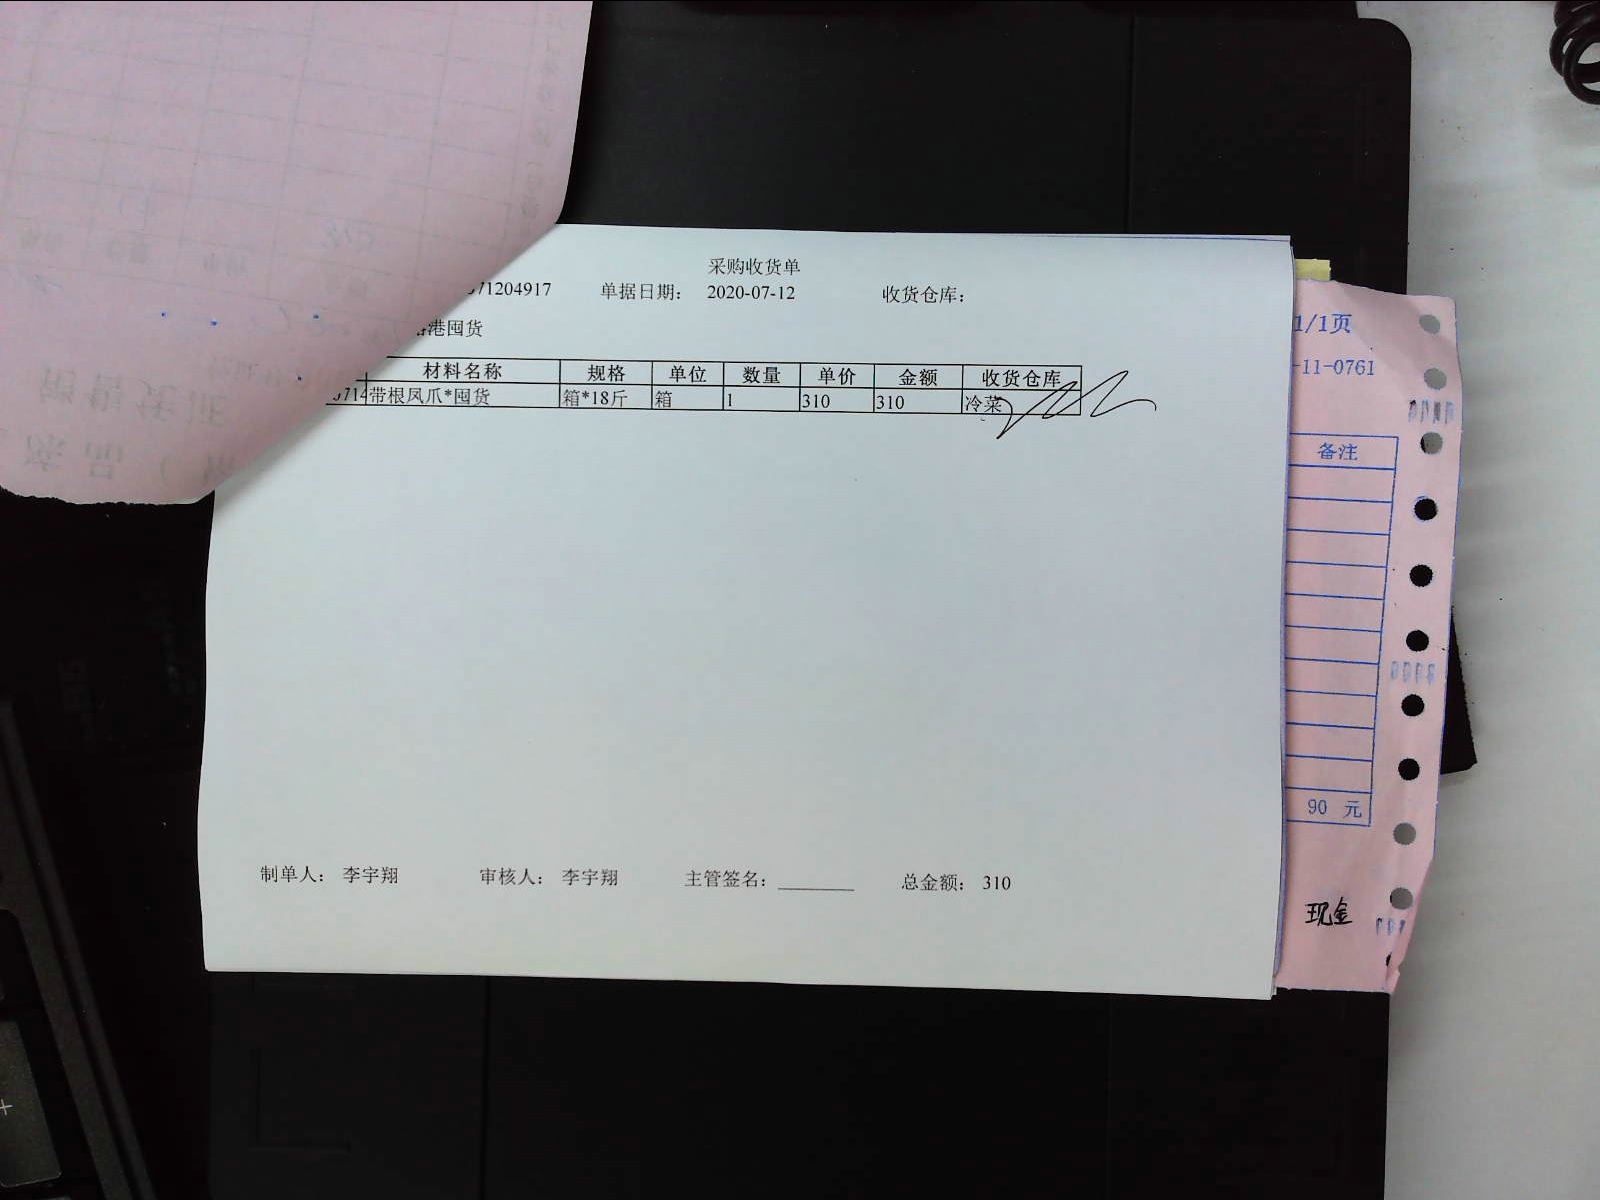 采购收货单
71204917 单据日期： 2020-07-12 收货仓库：
港囤货
材料名称 规格 单位 数量 单价 金额 收货仓库
714 带根凤爪*囤货 箱*18斤 箱 1 310 310 冷菜
制单人： 李宇翔 审核人： 李宇翔 主管签名：________ 总金额： 310
1/1页
-11-0761
备注
90 元
现金